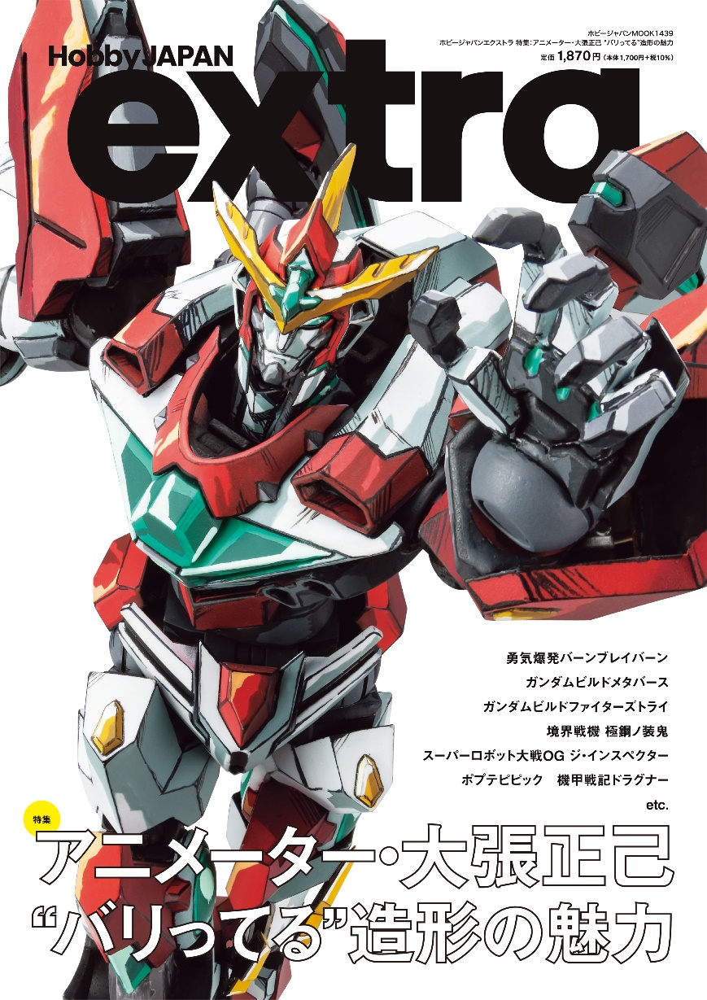 ホビージャパンMOOK1439
ホビージャパンエクストラ 特集:アニメーター・大張正己 “バリってる”造形の魅力
定価 1,870円 (本体1,700円+税10%)
HobbyJAPAN
extra
勇気爆発バーンブレイバーン
ガンダムビルドメタバース
ガンダムビルドファイターズトライ
境界戦機 極鋼ノ装鬼
スーパーロボット大戦OG ジ・インスペクター
ポプテピピック 機甲戦記ドラグナー
etc.
特集
アニメーター・大張正己
“バリってる”造形の魅力